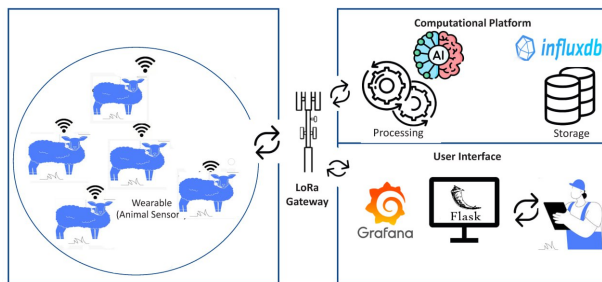 Wearable
(Animal Sensor
LoRa
Gateway
Computational Platform
AI
influxdb
Processing
Storage
User Interface
Grafana
Flask